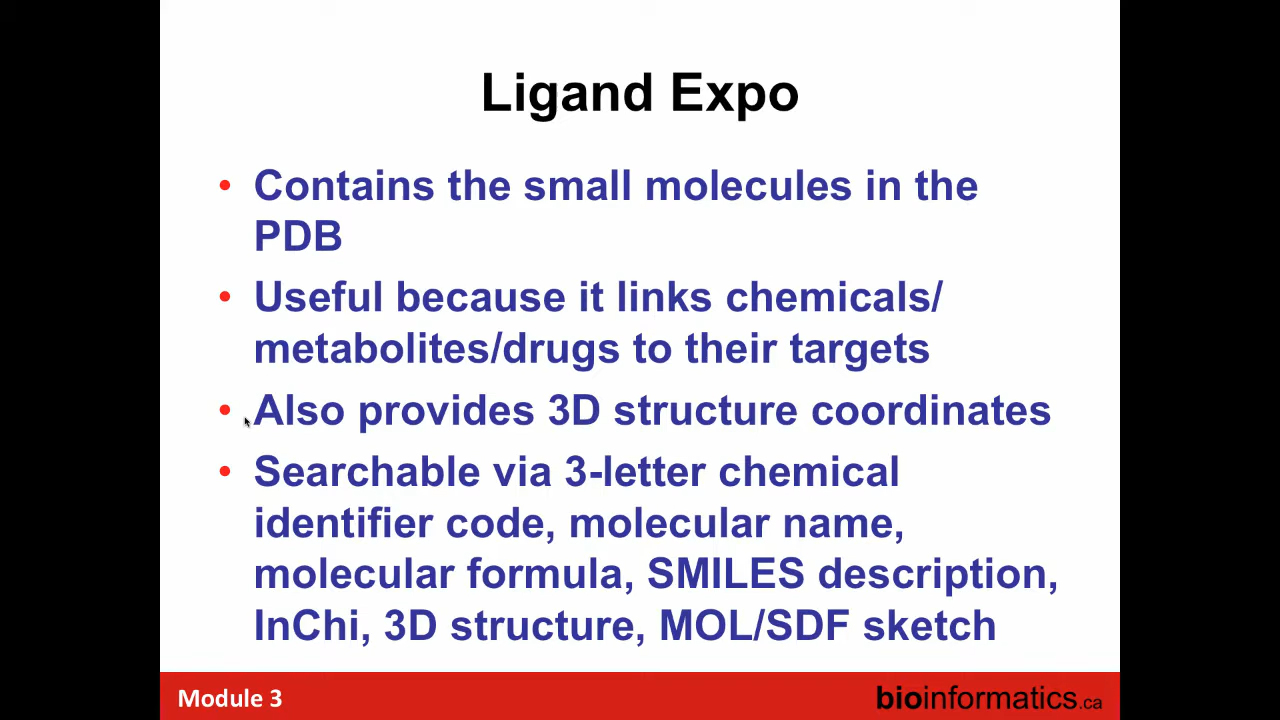 Ligand Expo
• Contains the small molecules in the
PDB
• Useful because it links chemicals/
metabolites/drugs to their targets
• Also provides 3D structure coordinates
• Searchable via 3-letter chemical
identifier code, molecular name,
molecular formula, SMILES description,
InChi, 3D structure, MOL/SDF sketch
Module 3
bioinformatics.ca